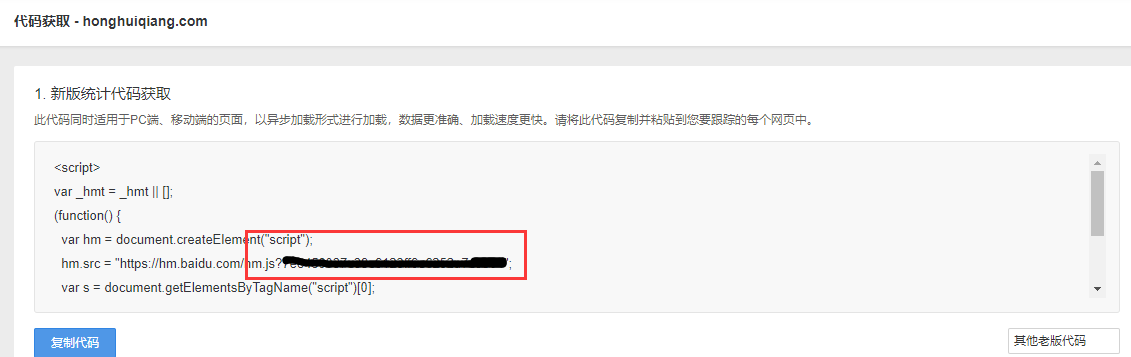 代码获取 - honghuiqiang.com
1. 新版统计代码获取
此代码同时适用于PC端、移动端的页面，以异步加载形式进行加载，数据更准确、加载速度更快。请将此代码复制并粘贴到您要跟踪的每个网页中。
<script>
var _hmt = _hmt || [];
(function() {
var hm = document.createElement("script");
hm.src = "https://hm.baidu.com/hm.js?
var s = document.getElementsByTagName("script")[0];
复制代码
其他老版代码